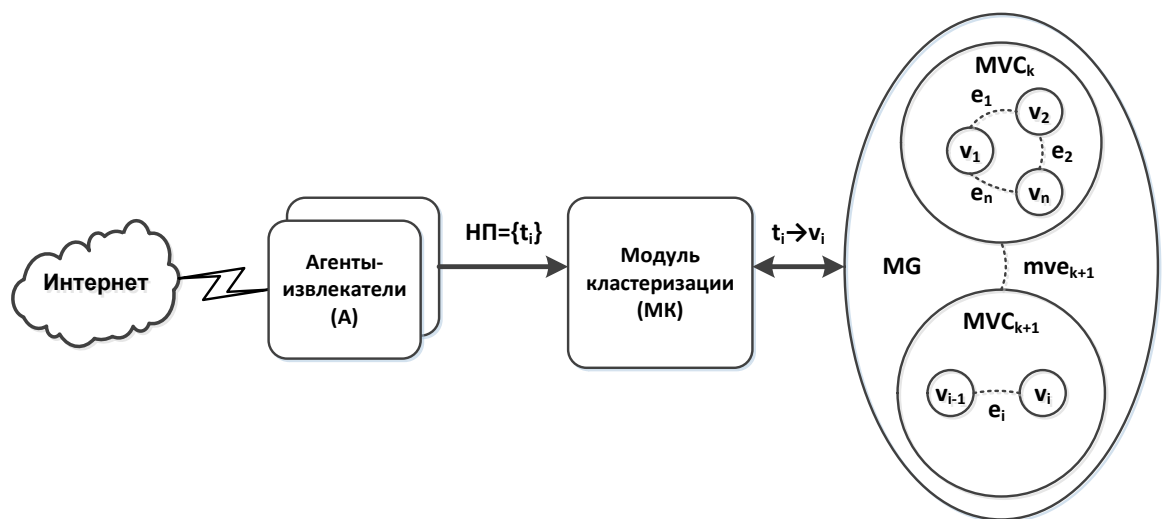 Интернет
Агенты-
извлекатели
(А)
НП={tᵢ}
Модуль
кластеризации
(МК)
tᵢ→vᵢ
MG
MVCₖ
e₁
v₂
v₁
e₂
eₙ
vₙ
mveₖ₊₁
MVCₖ₊₁
vᵢ₋₁
eᵢ
vᵢ